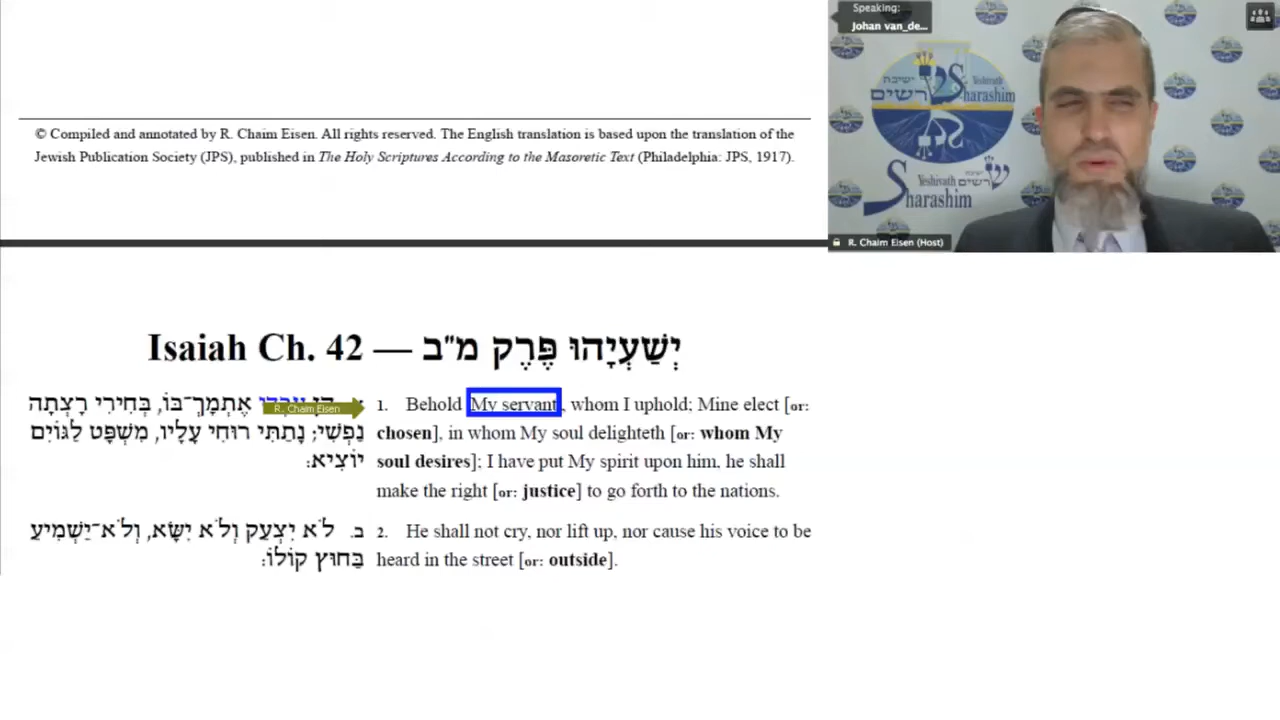 © Compiled and annotated by R. Chaim Eisen. All rights reserved. The English translation is based upon the translation of the
Jewish Publication Society (JPS), published in The Holy Scriptures According to the Masoretic Text (Philadelphia: JPS, 1917).
Speaking:
Johan van_de...
ישיבת
שרשים
Yeshivath
Sharashim
Yeshivath שרשים ישיבת
Sharashim
R. Chaim Eisen (Host)
Isaiah Ch. 42 — יְשַׁעְיָהוּ פֶּרֶק מ"ב
אֶתְמָךְ־בּוֹ, בְּחִירִי רָצְתָה
נַפְשִׁי; נָתַתִּי רוּחִי עָלָיו, מִשְׁפָּט לַגּוֹיִם
יוֹצִיא:
R. Chaim Eisen
1. Behold My servant, whom I uphold; Mine elect [or:
chosen], in whom My soul delighteth [or: whom My
soul desires]; I have put My spirit upon him, he shall
make the right [or: justice] to go forth to the nations.
ב. לֹא יִצְעַק וְלֹא יִשָּׂא, וְלֹא־יַשְׁמִיעַ
בַּחוּץ קוֹלוֹ:
2. He shall not cry, nor lift up, nor cause his voice to be
heard in the street [or: outside].